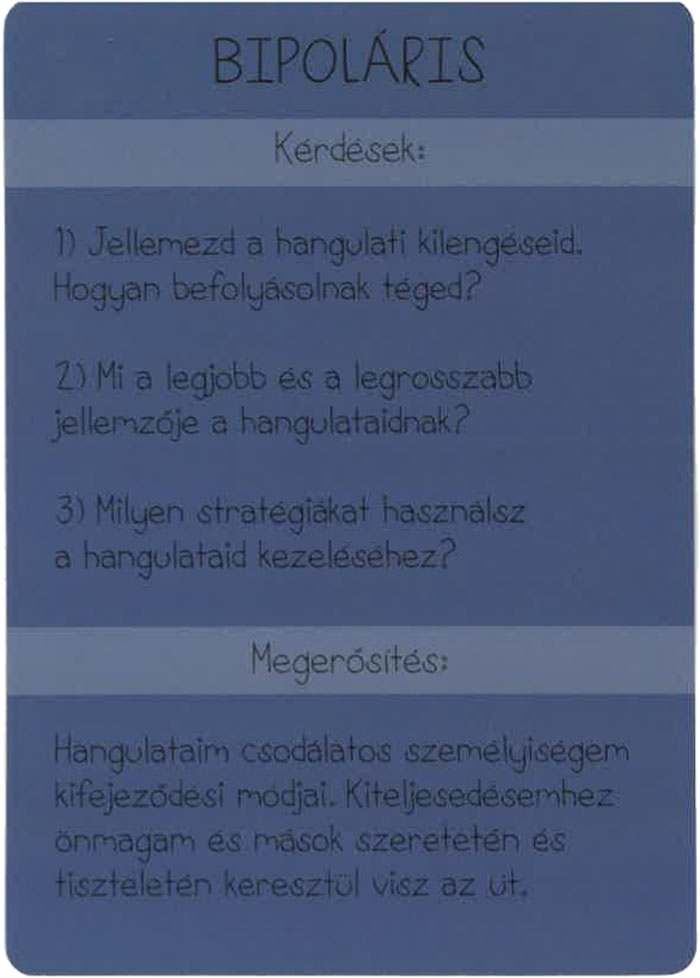 BIPOLÁRIS
Kérdések:
1) Jellemezd a hangulati kilengéseid.
Hogyan befolyásolnak téged?
2) Mi a legjobb és a legrosszabb
jellemzője a hangulataidnak?
3) Milyen stratégiákat használsz
a hangulataid kezeléséhez?
Megerősítés:
Hangulataim csodálatos személyiségem
kifejeződési módjai. Kiteljesedésemhez
önmagam és mások szeretetén és
tiszteletén keresztül visz az út.